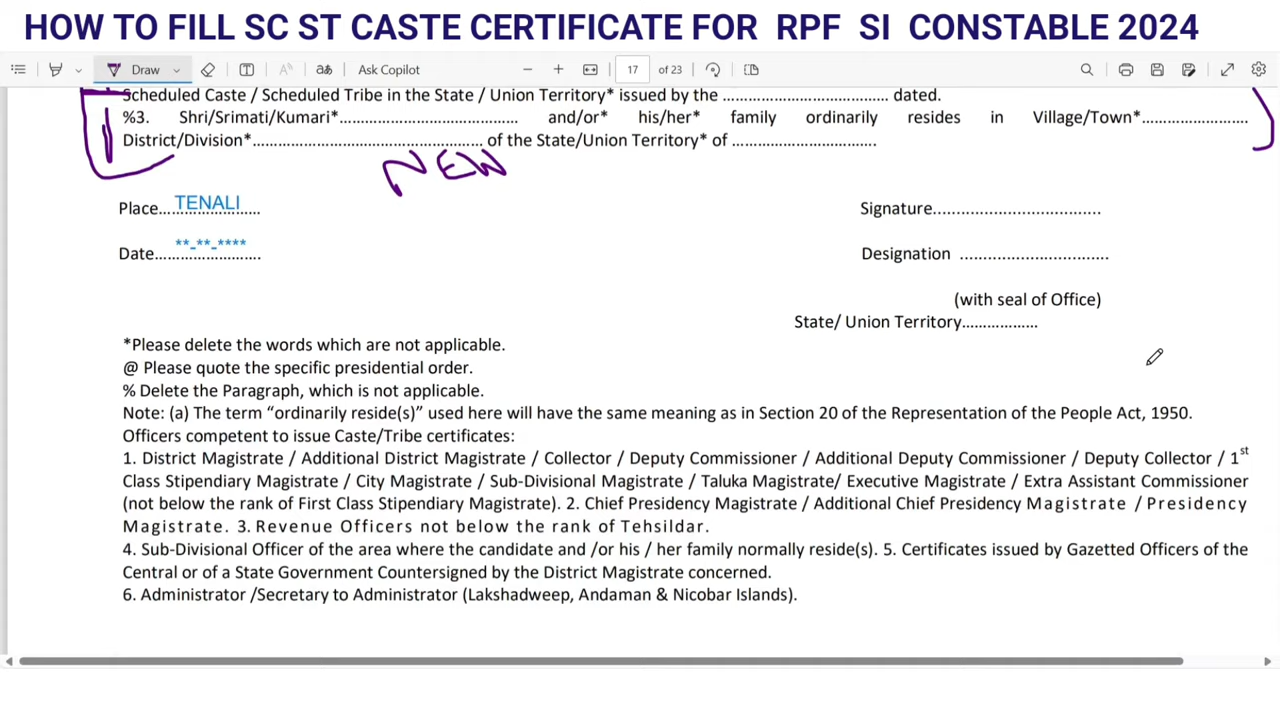 HOW TO FILL SC ST CASTE CERTIFICATE FOR RPF SI CONSTABLE 2024
Draw
Ask Copilot
17 of 23
Scheduled Caste / Scheduled Tribe in the State / Union Territory* issued by the ………………………………. dated.
%3. Shri/Srimati/Kumari*………………………………… and/or* his/her* family ordinarily resides in Village/Town*……………………
District/Division*…………………………………………… of the State/Union Territory* of …………………………..
NEW
Place…TENALI……………… Signature…………………………………
Date…**-**-****………………… Designation ……………………………
(with seal of Office)
State/ Union Territory………………
*Please delete the words which are not applicable.
@ Please quote the specific presidential order.
% Delete the Paragraph, which is not applicable.
Note: (a) The term “ordinarily reside(s)” used here will have the same meaning as in Section 20 of the Representation of the People Act, 1950.
Officers competent to issue Caste/Tribe certificates:
1. District Magistrate / Additional District Magistrate / Collector / Deputy Commissioner / Additional Deputy Commissioner / Deputy Collector / 1st
Class Stipendiary Magistrate / City Magistrate / Sub-Divisional Magistrate / Taluka Magistrate/ Executive Magistrate / Extra Assistant Commissioner
(not below the rank of First Class Stipendiary Magistrate). 2. Chief Presidency Magistrate / Additional Chief Presidency Magistrate / Presidency
Magistrate. 3. Revenue Officers not below the rank of Tehsildar.
4. Sub-Divisional Officer of the area where the candidate and /or his / her family normally reside(s). 5. Certificates issued by Gazetted Officers of the
Central or of a State Government Countersigned by the District Magistrate concerned.
6. Administrator /Secretary to Administrator (Lakshadweep, Andaman & Nicobar Islands).